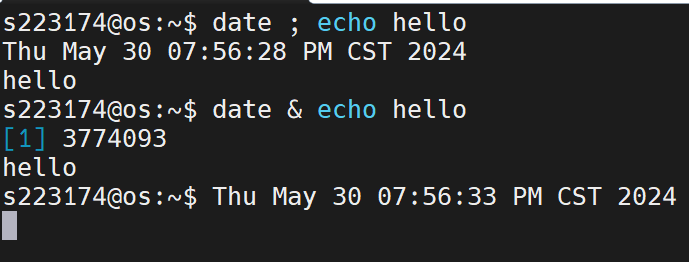 s223174@os:~$ date ; echo hello
Thu May 30 07:56:28 PM CST 2024
hello
s223174@os:~$ date & echo hello
[1] 3774093
hello
s223174@os:~$ Thu May 30 07:56:33 PM CST 2024